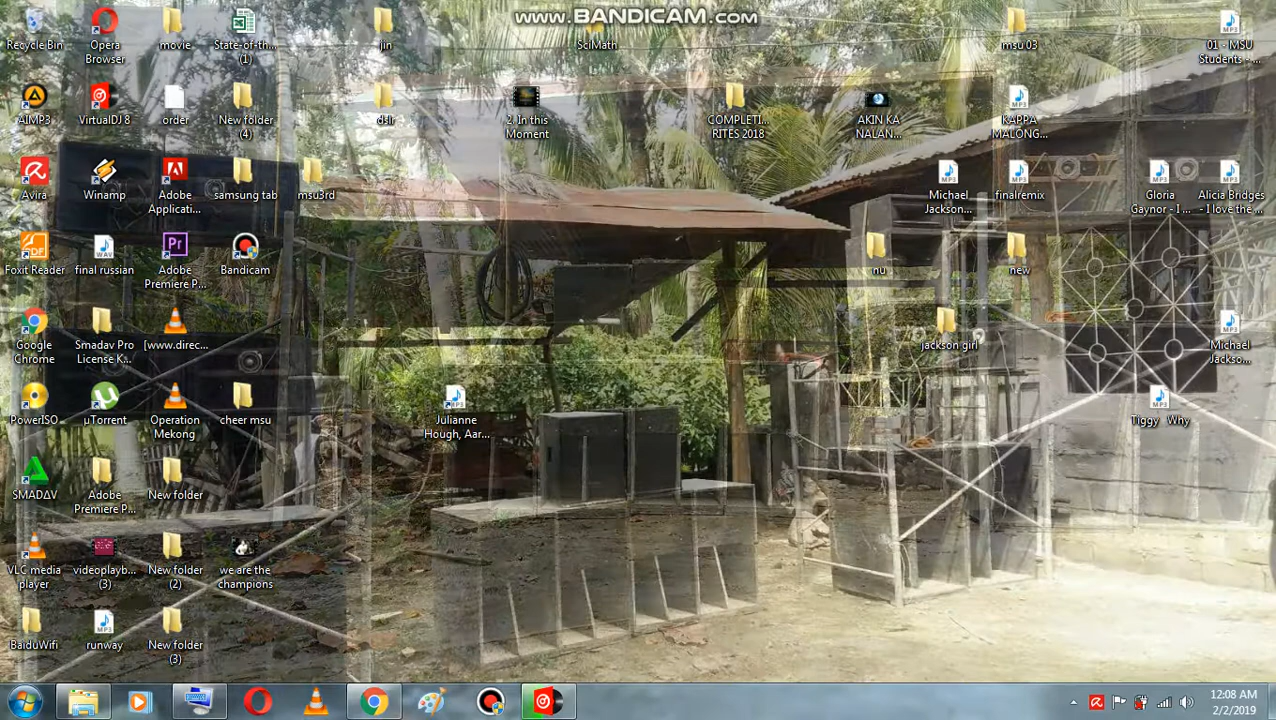 www.BANDICAM.com
Recycle Bin
Opera
Browser
movie
State-of-th...
(1)
jin
SciMath
msu 03
01 - MSU
Students - ...
AIMP3
VirtualDJ 8
order
New folder
(4)
dslr
2. In this
Moment
COMPLETI...
RITES 2018
AKIN KA
NALAN...
KAPPA
MALONG...
Avira
Winamp
Adobe
Applicati...
samsung tab
msu3rd
Michael
Jackson...
finalremix
Gloria
Gaynor - I ...
Alicia Bridges
- I love the ...
Foxit Reader
final russian
Adobe
Premiere P...
Bandicam
nu
new
Google
Chrome
Smadav Pro
License K...
[www.direc...
jackson girl
Michael
Jackso...
PowerISO
µTorrent
Operation
Mekong
cheer msu
Julianne
Hough, Aar...
Tiggy_ Why
SMADΔV
Adobe
Premiere P...
New folder
VLC media
player
videoplayb...
(3)
New folder
(2)
we are the
champions
BaiduWifi
runway
New folder
(3)
12:08 AM
2/2/2019